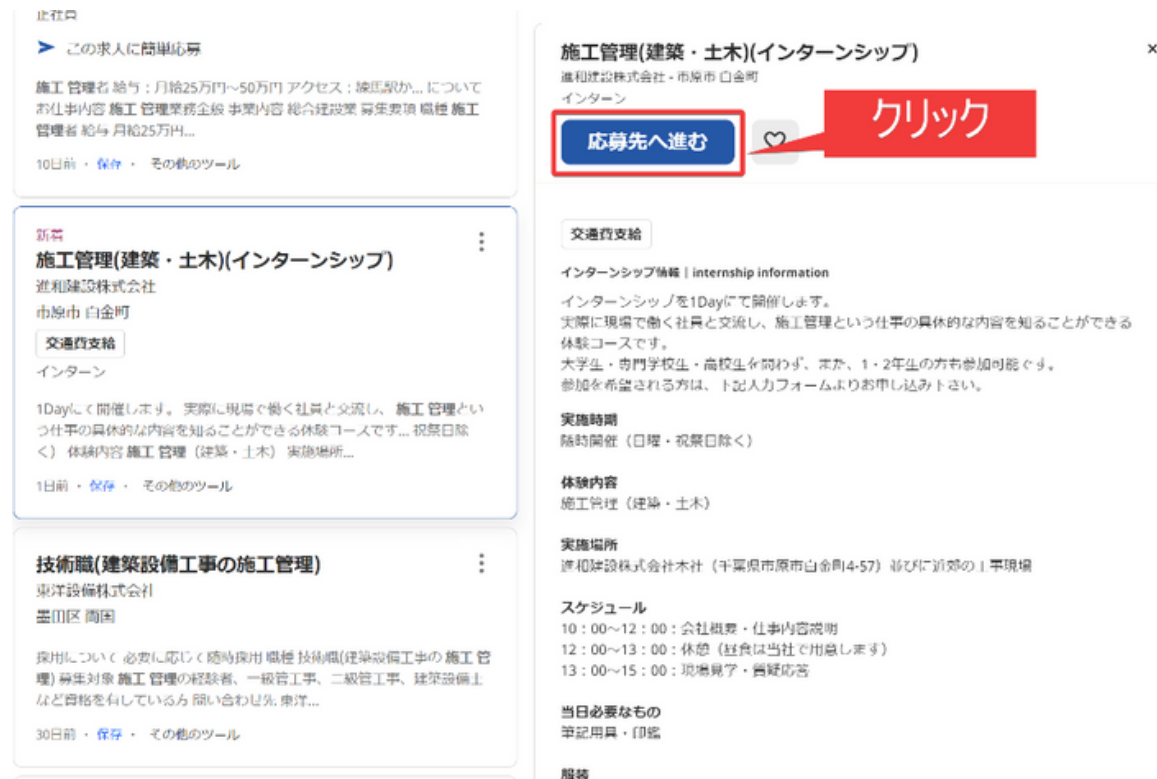 正社員
この求人に簡単応募
施工 管理者 給与：月給25万円～50万円 アクセス：練馬駅か... について
お仕事内容 施工 管理業務全般 事業内容 総合建設業 募集要項 職種 施工
管理者 給与 月給25万円...
10日前 ・ 保存 ・ その他のツール
新着
施工管理(建築・土木)(インターンシップ)
進和建設株式会社
市原市 白金町
交通費支給
インターン
1Dayにて開催します。 実際に現場で働く社員と交流し、 施工 管理とい
う仕事の具体的な内容を知ることができる体験コースです... 祝祭日除
く） 体験内容 施工 管理（建築・土木） 実施場所...
1日前 ・ 保存 ・ その他のツール
技術職(建築設備工事の施工管理)
東洋設備株式会社
墨田区 両国
採用について 必要に応じて随時採用 職種 技術職(建築設備工事の 施工 管
理) 募集対象 施工 管理の経験者、一級管工事、二級管工事、建築設備士
など資格を有している方 問い合わせ先 東洋...
30日前 ・ 保存 ・ その他のツール
施工管理(建築・土木)(インターンシップ)
進和建設株式会社 - 市原市 白金町
インターン
応募先へ進む
クリック
交通費支給
インターンシップ情報 | internship information
インターンシップを1Dayにて開催します。
実際に現場で働く社員と交流し、施工管理という仕事の具体的な内容を知ることができる
体験コースです。
大学生・専門学校生・高校生を問わず、また、1・2年生の方も参加可能です。
参加を希望される方は、下記入力フォームよりお申し込み下さい。
実施時期
随時開催（日曜・祝祭日除く）
体験内容
施工管理（建築・土木）
実施場所
進和建設株式会社本社（千葉県市原市白金町4-57）並びに近郊の工事現場
スケジュール
10：00～12：00：会社概要・仕事内容説明
12：00～13：00：休憩（昼食は当社で用意します）
13：00～15：00：現場見学・質疑応答
当日必要なもの
筆記用具・印鑑
服装